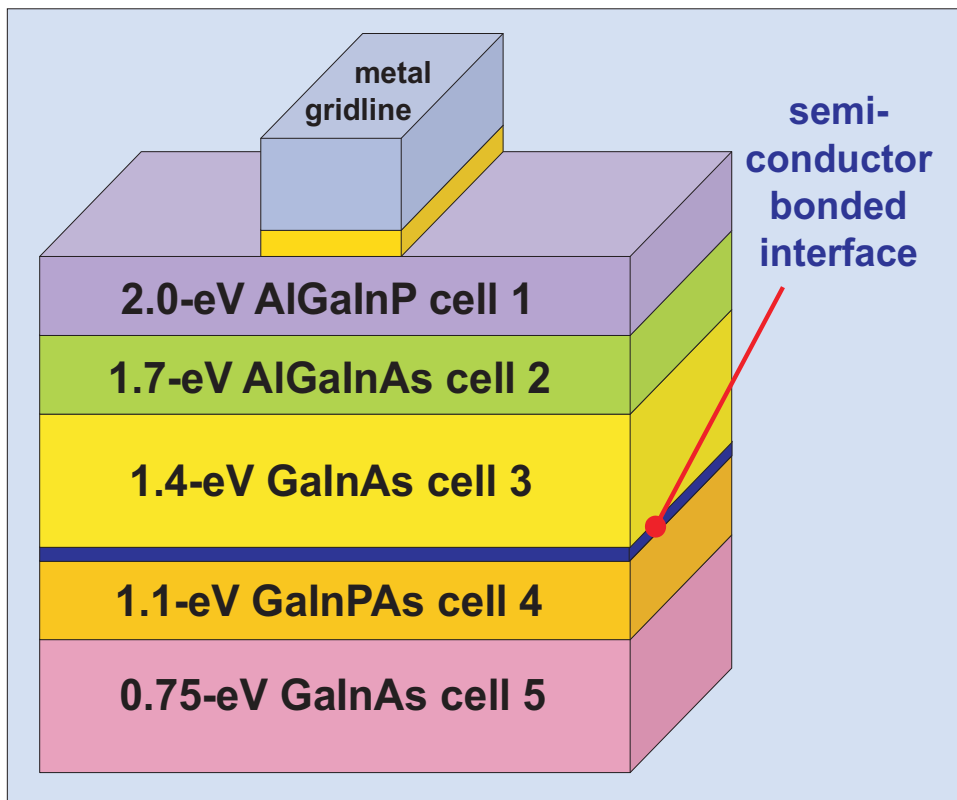 metal
gridline
semi-
conductor
bonded
interface
2.0-eV AlGaInP cell 1
1.7-eV AlGaInAs cell 2
1.4-eV GaInAs cell 3
1.1-eV GaInPAs cell 4
0.75-eV GaInAs cell 5